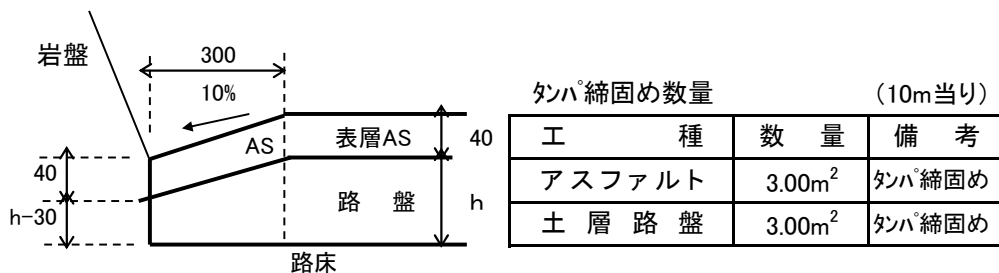 岩盤
300
10%
AS
表層AS
40
40
h-30
路　盤
h
路床
ﾀﾝﾊﾟ締固め数量　(10m当り)
工　種　数　量　備　考
アスファルト　3.00m²　ﾀﾝﾊﾟ締固め
土層路盤　3.00m²　ﾀﾝﾊﾟ締固め